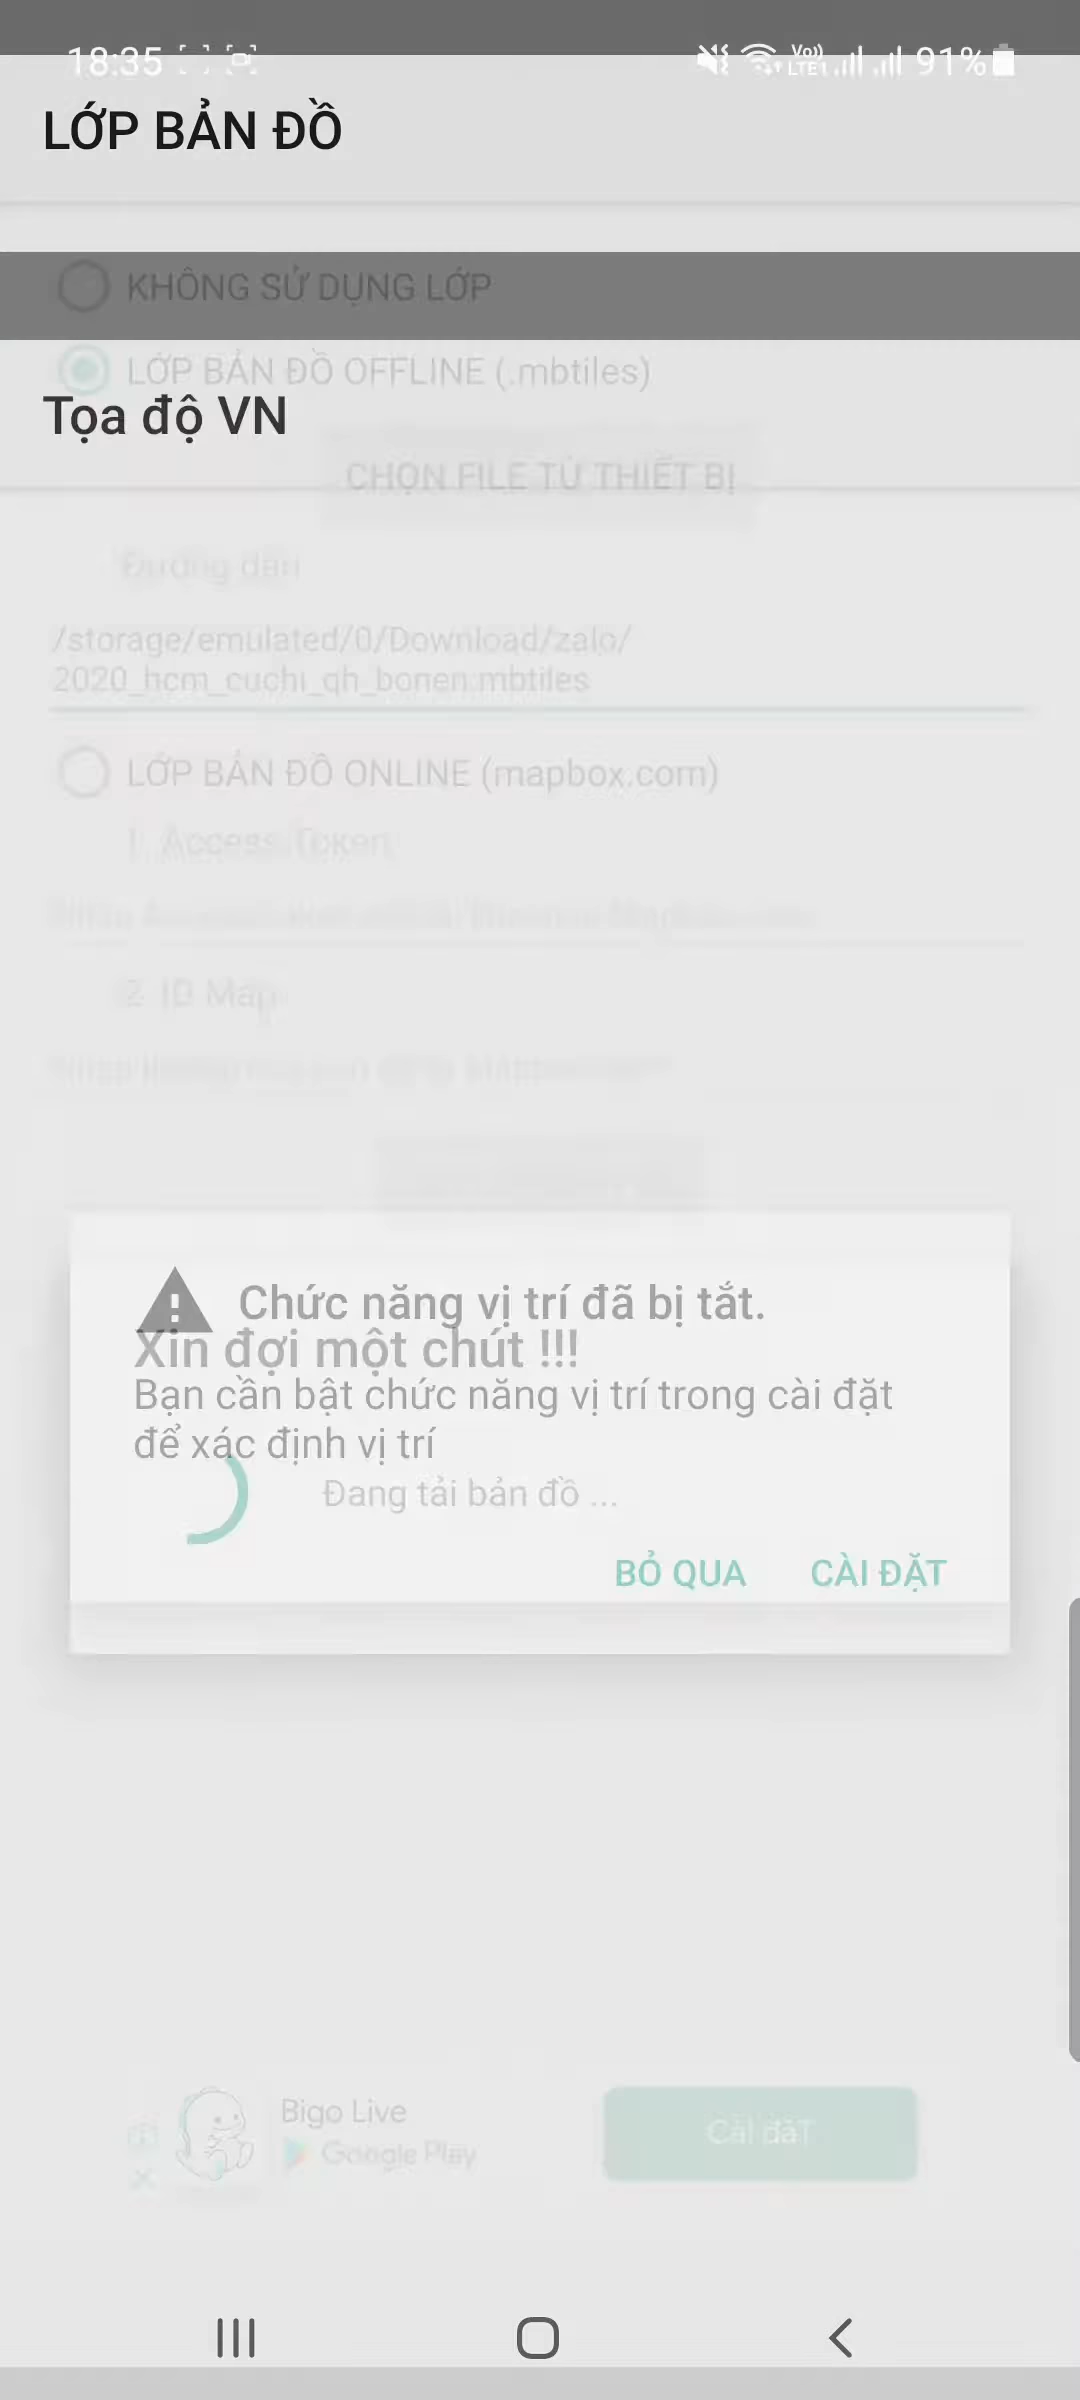 18:35
Vo))
LTE1
91%
LỚP BẢN ĐỒ
KHÔNG SỬ DỤNG LỚP
LỚP BẢN ĐỒ OFFLINE (.mbtiles)
Tọa độ VN
CHỌN FILE TỪ THIẾT BỊ
Đường dẫn
/storage/emulated/0/Download/zalo/
2020_hcm_cuchi_qh_bonen.mbtiles
LỚP BẢN ĐỒ ONLINE (mapbox.com)
1. Access Token
2. ID Map
Chức năng vị trí đã bị tắt.
Xin đợi một chút !!!
Bạn cần bật chức năng vị trí trong cài đặt
để xác định vị trí
Đang tải bản đồ ...
BỎ QUA
CÀI ĐẶT
Bigo Live
Google Play
Cài đặt